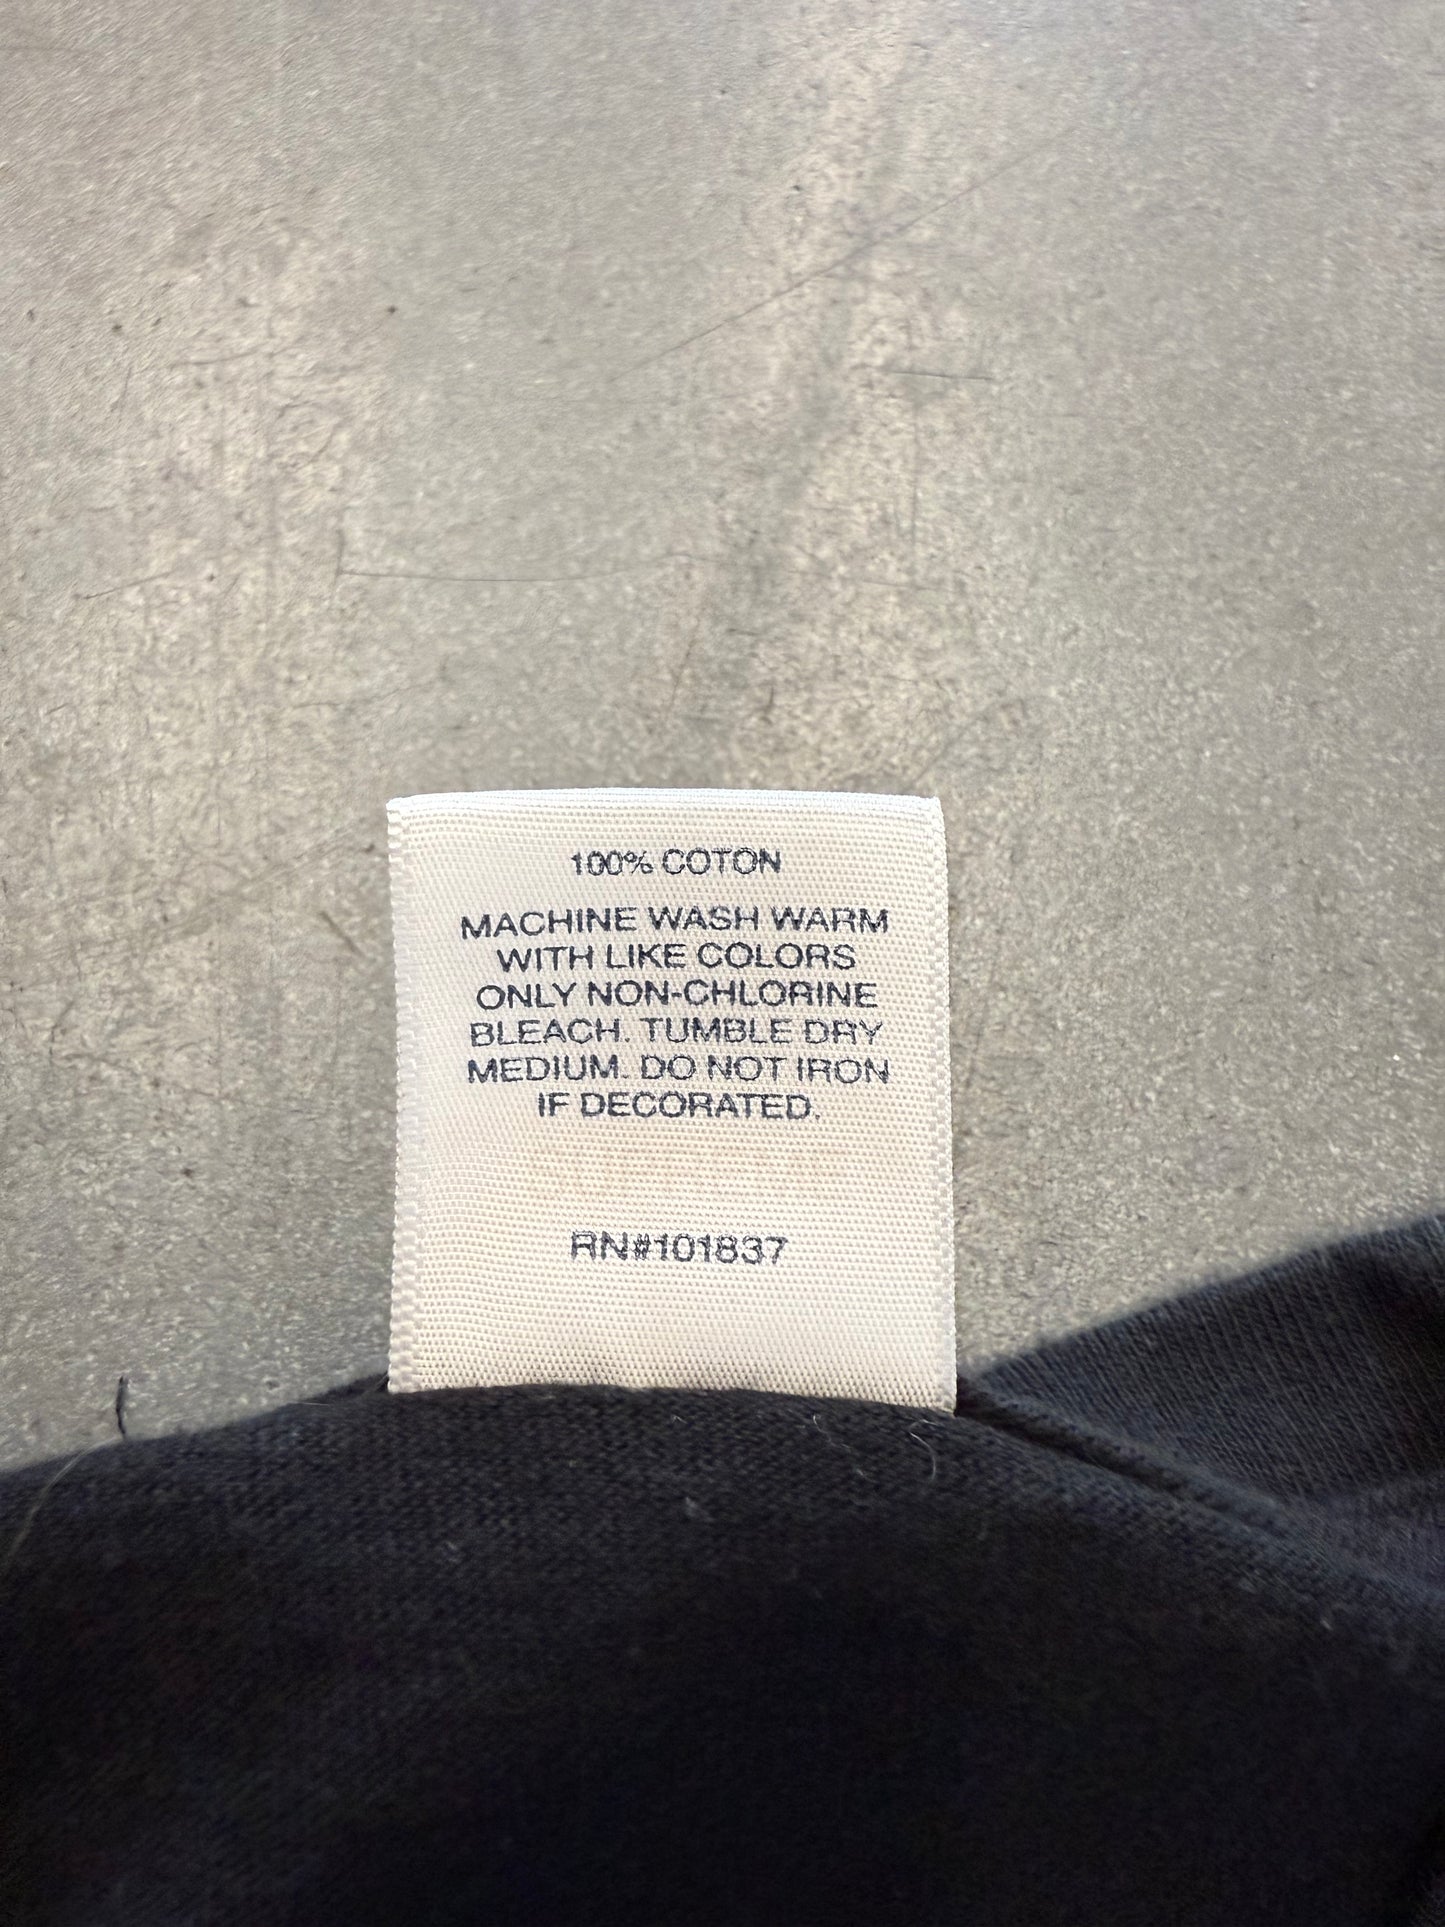 100% COTON
MACHINE WASH WARM
WITH LIKE COLORS
ONLY NON-CHLORINE
BLEACH. TUMBLE DRY
MEDIUM. DO NOT IRON
IF DECORATED.
RN#101837